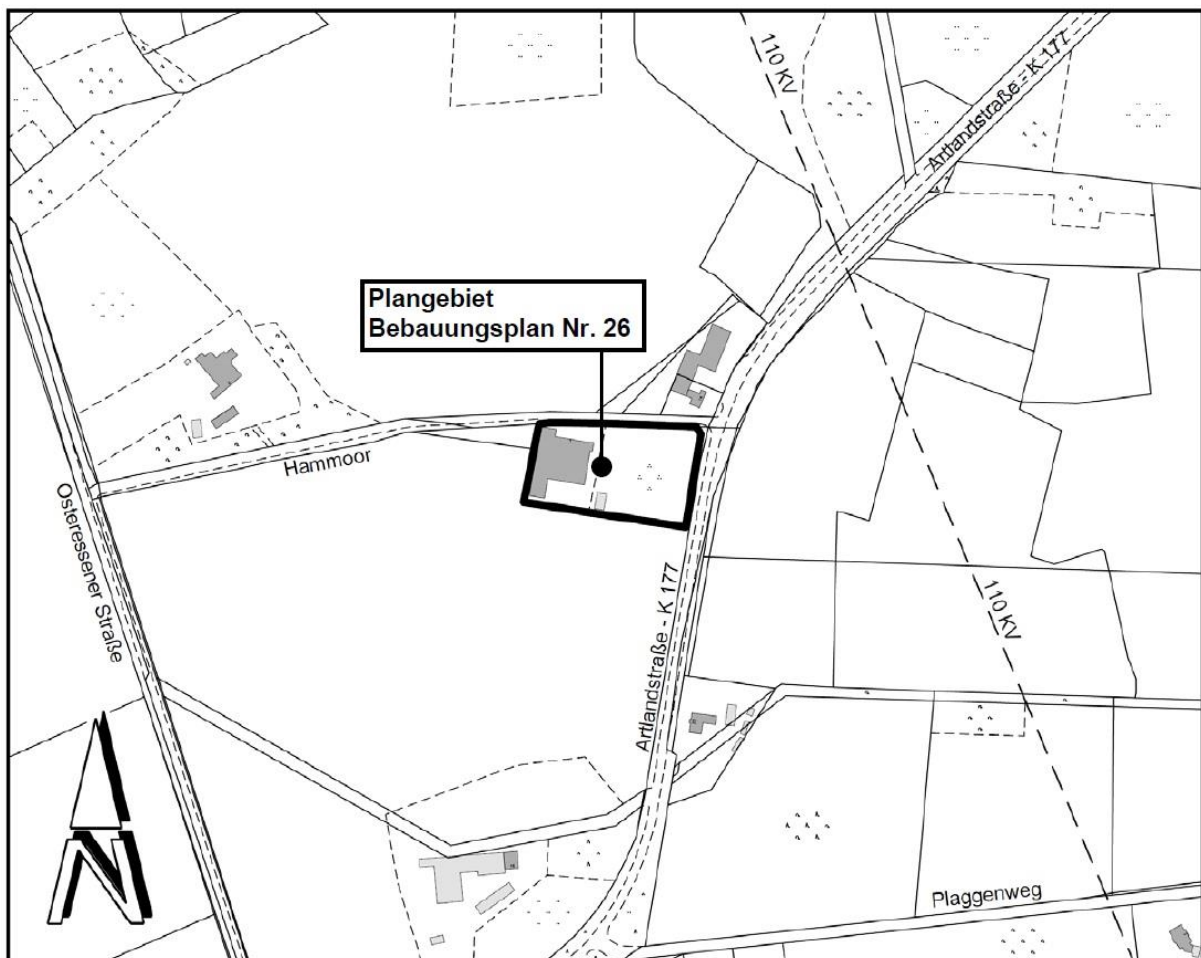 110 KV
Artlandstraße - K 177
Plangebiet
Bebauungsplan Nr. 26
Hammoor
Osteressener Straße
Artlandstraße - K 177
110 KV
Plaggenweg
N